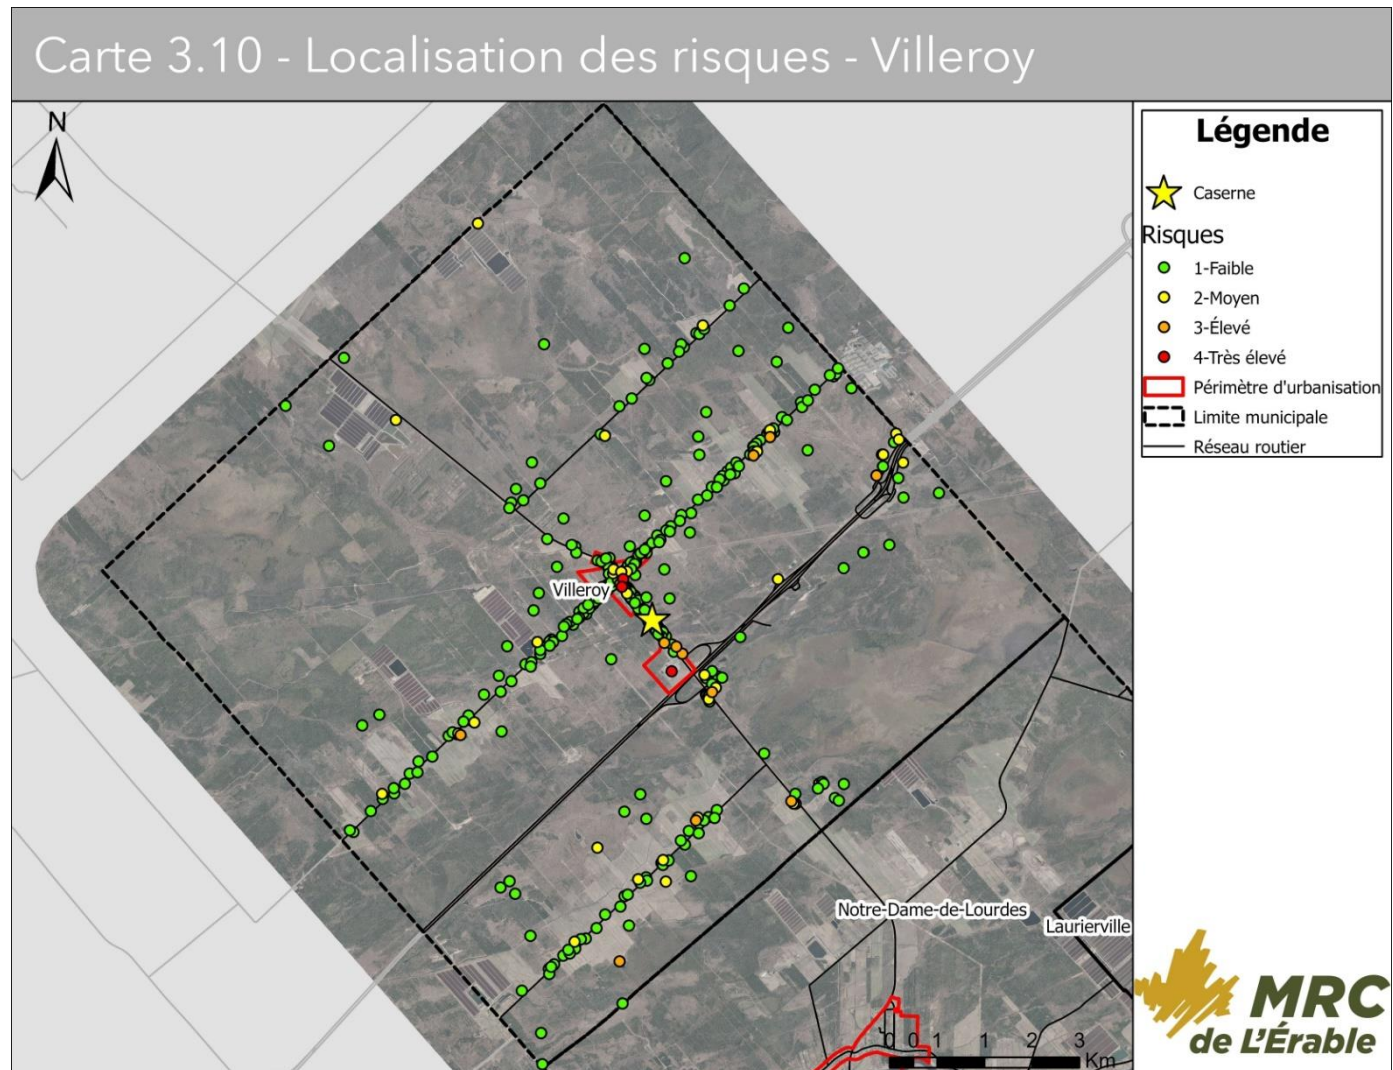 Carte 3.10 - Localisation des risques - Villeroy
N
Légende
Caserne
Risques
1-Faible
2-Moyen
3-Élevé
4-Très élevé
Périmètre d'urbanisation
Limite municipale
Réseau routier
Villeroy
Notre-Dame-de-Lourdes
Laurierville
0 0 1 1 2 3
Km
MRC
de L'Érable